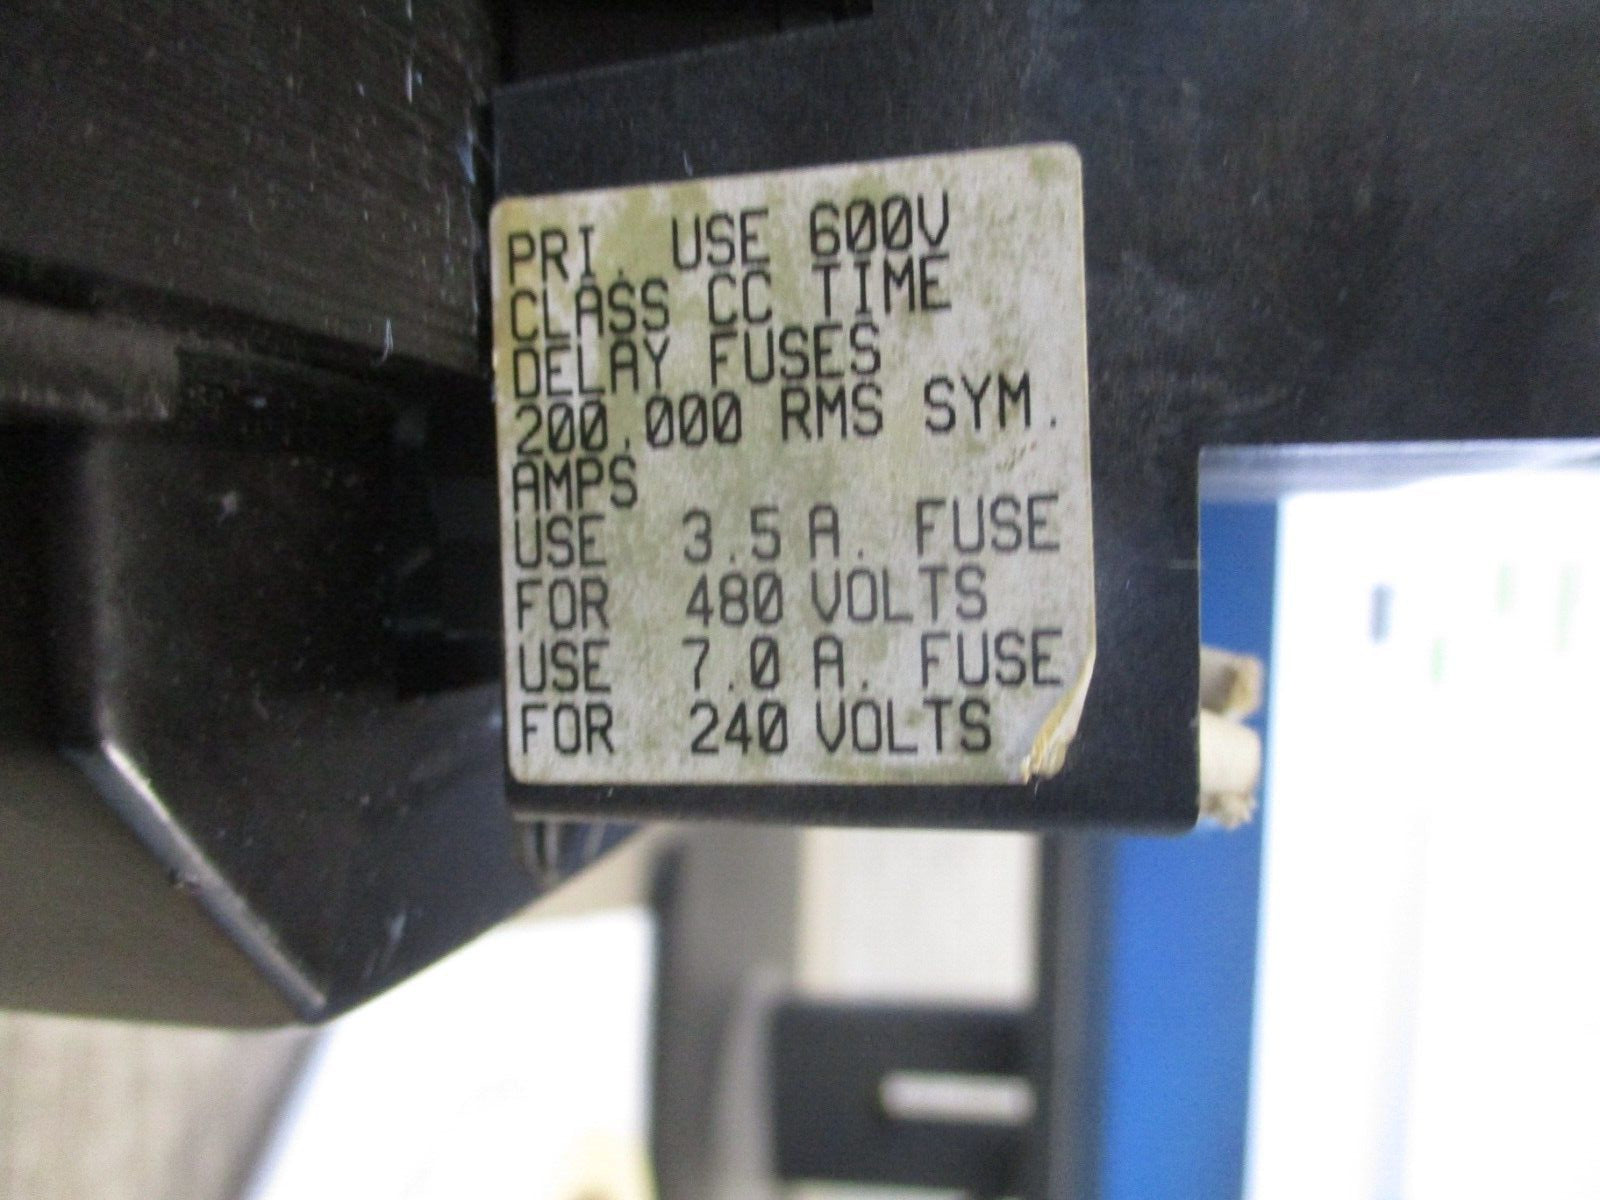 PRI. USE 600V
CLASS CC TIME
DELAY FUSES
200.000 RMS SYM.
AMPS
USE 3.5 A. FUSE
FOR 480 VOLTS
USE 7.0 A. FUSE
FOR 240 VOLTS